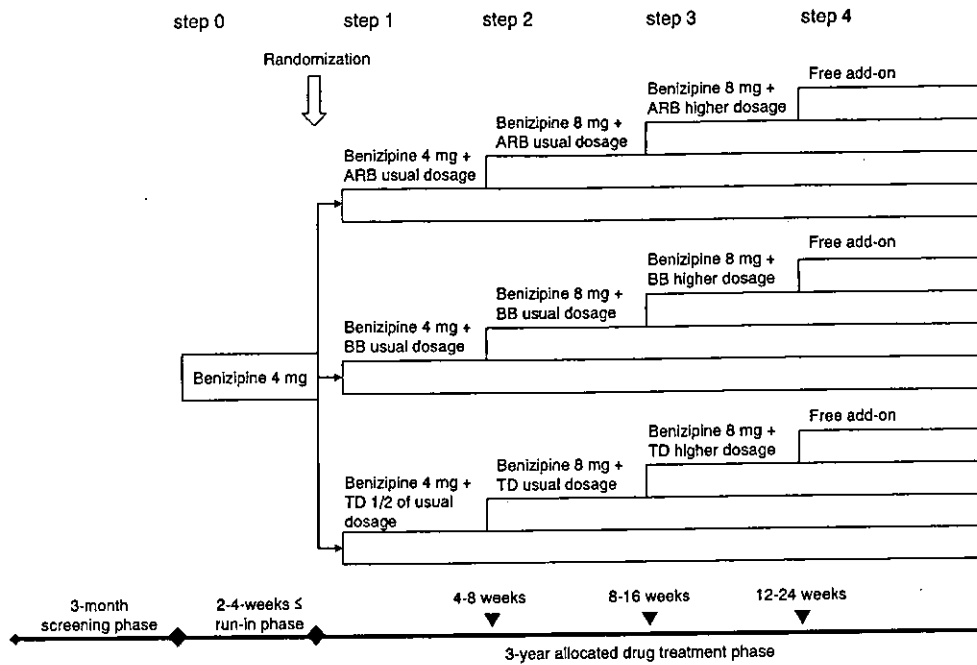 step 0
step 1
step 2
step 3
step 4
Randomization
Free add-on
Benizipine 8 mg +
ARB higher dosage
Benizipine 8 mg +
ARB usual dosage
Benizipine 4 mg +
ARB usual dosage
Free add-on
Benizipine 8 mg +
BB higher dosage
Benizipine 8 mg +
BB usual dosage
Benizipine 4 mg +
BB usual dosage
Benizipine 4 mg
Free add-on
Benizipine 8 mg +
TD higher dosage
Benizipine 8 mg +
TD usual dosage
Benizipine 4 mg +
TD 1/2 of usual
dosage
3-month
screening phase
2-4-weeks ≤
run-in phase
4-8 weeks
8-16 weeks
12-24 weeks
3-year allocated drug treatment phase